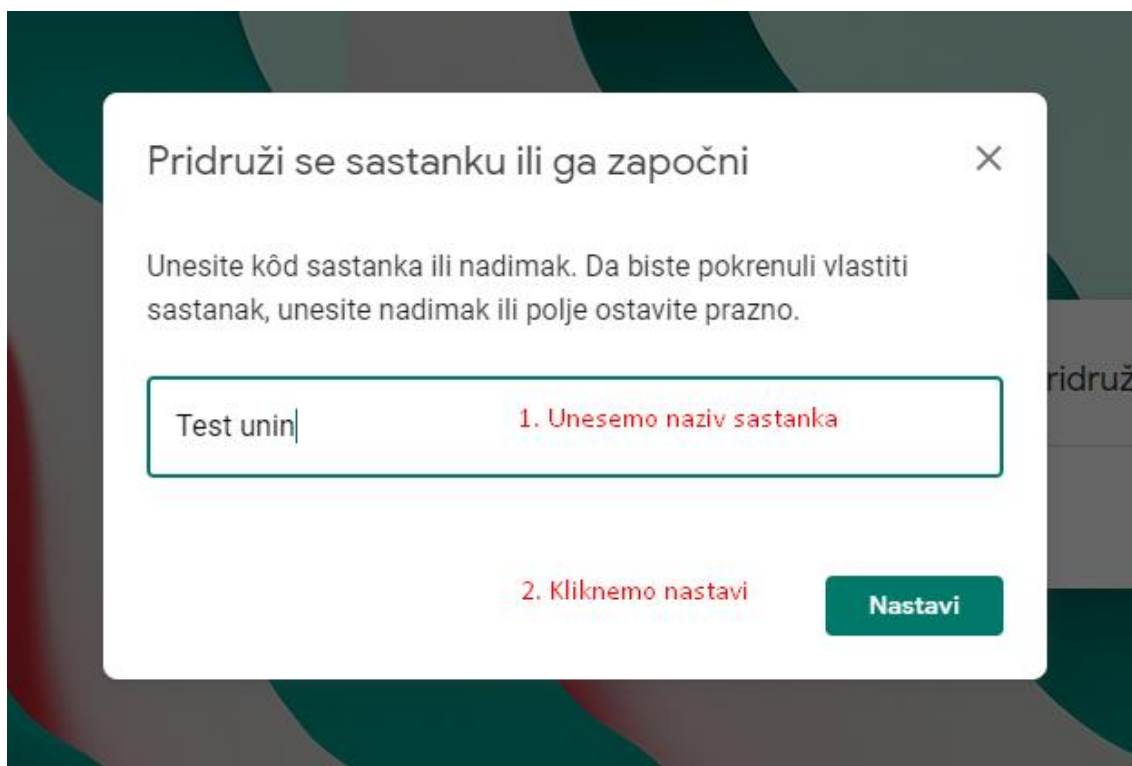 Pridruži se sastanku ili ga započni
Unesite kôd sastanka ili nadimak. Da biste pokrenuli vlastiti
sastanak, unesite nadimak ili polje ostavite prazno.
Test unin
1. Unesemo naziv sastanka
2. Kliknemo nastavi
Nastavi
ridruž